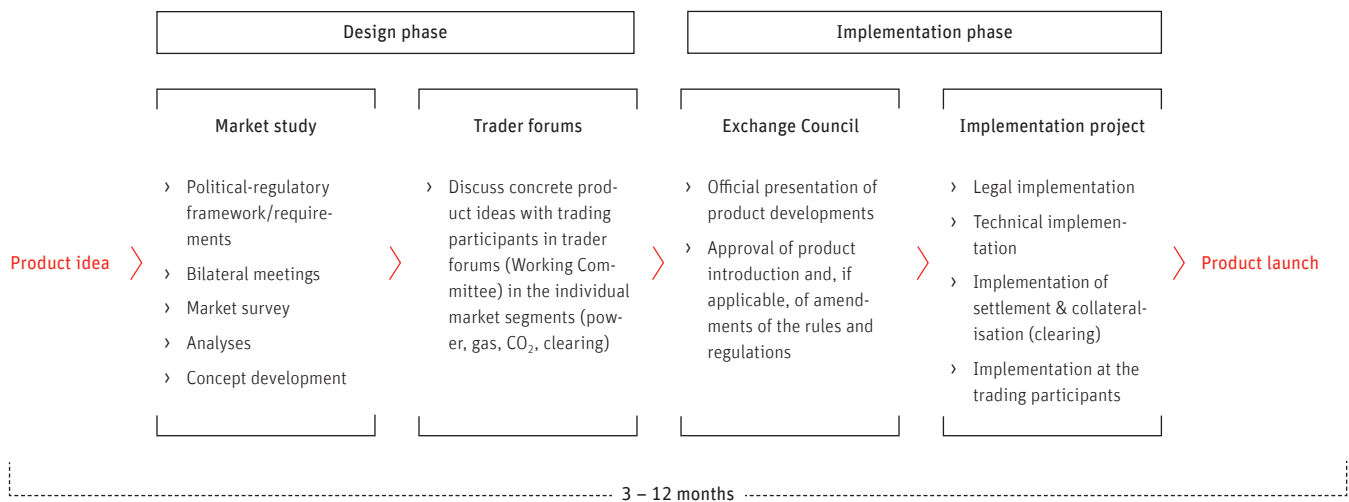 Design phase
Implementation phase
Market study
Trader forums
Exchange Council
Implementation project
Product idea
› Political-regulatory
framework/require-
ments
› Bilateral meetings
› Market survey
› Analyses
› Concept development
› Discuss concrete prod-
uct ideas with trading
participants in trader
forums (Working Com-
mittee) in the individual
market segments (pow-
er, gas, CO₂, clearing)
› Official presentation of
product developments
› Approval of product
introduction and, if
applicable, of amend-
ments of the rules and
regulations
› Legal implementation
› Technical implemen-
tation
› Implementation of
settlement & collateral-
isation (clearing)
› Implementation at the
trading participants
Product launch
3 – 12 months